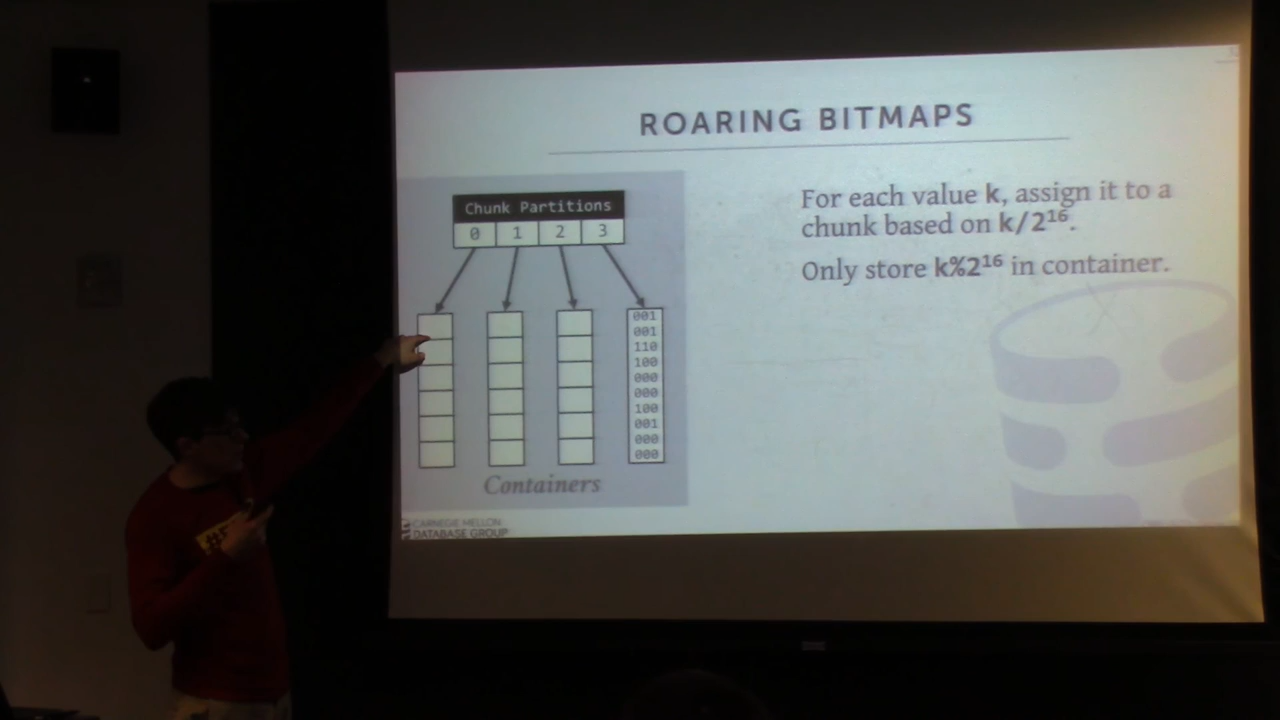 ROARING BITMAPS
Chunk Partitions
0 1 2 3
001
001
110
100
000
000
100
001
000
000
Containers
For each value k, assign it to a
chunk based on k/2¹⁶.
Only store k%2¹⁶ in container.
CARNEGIE MELLON
DATABASE GROUP